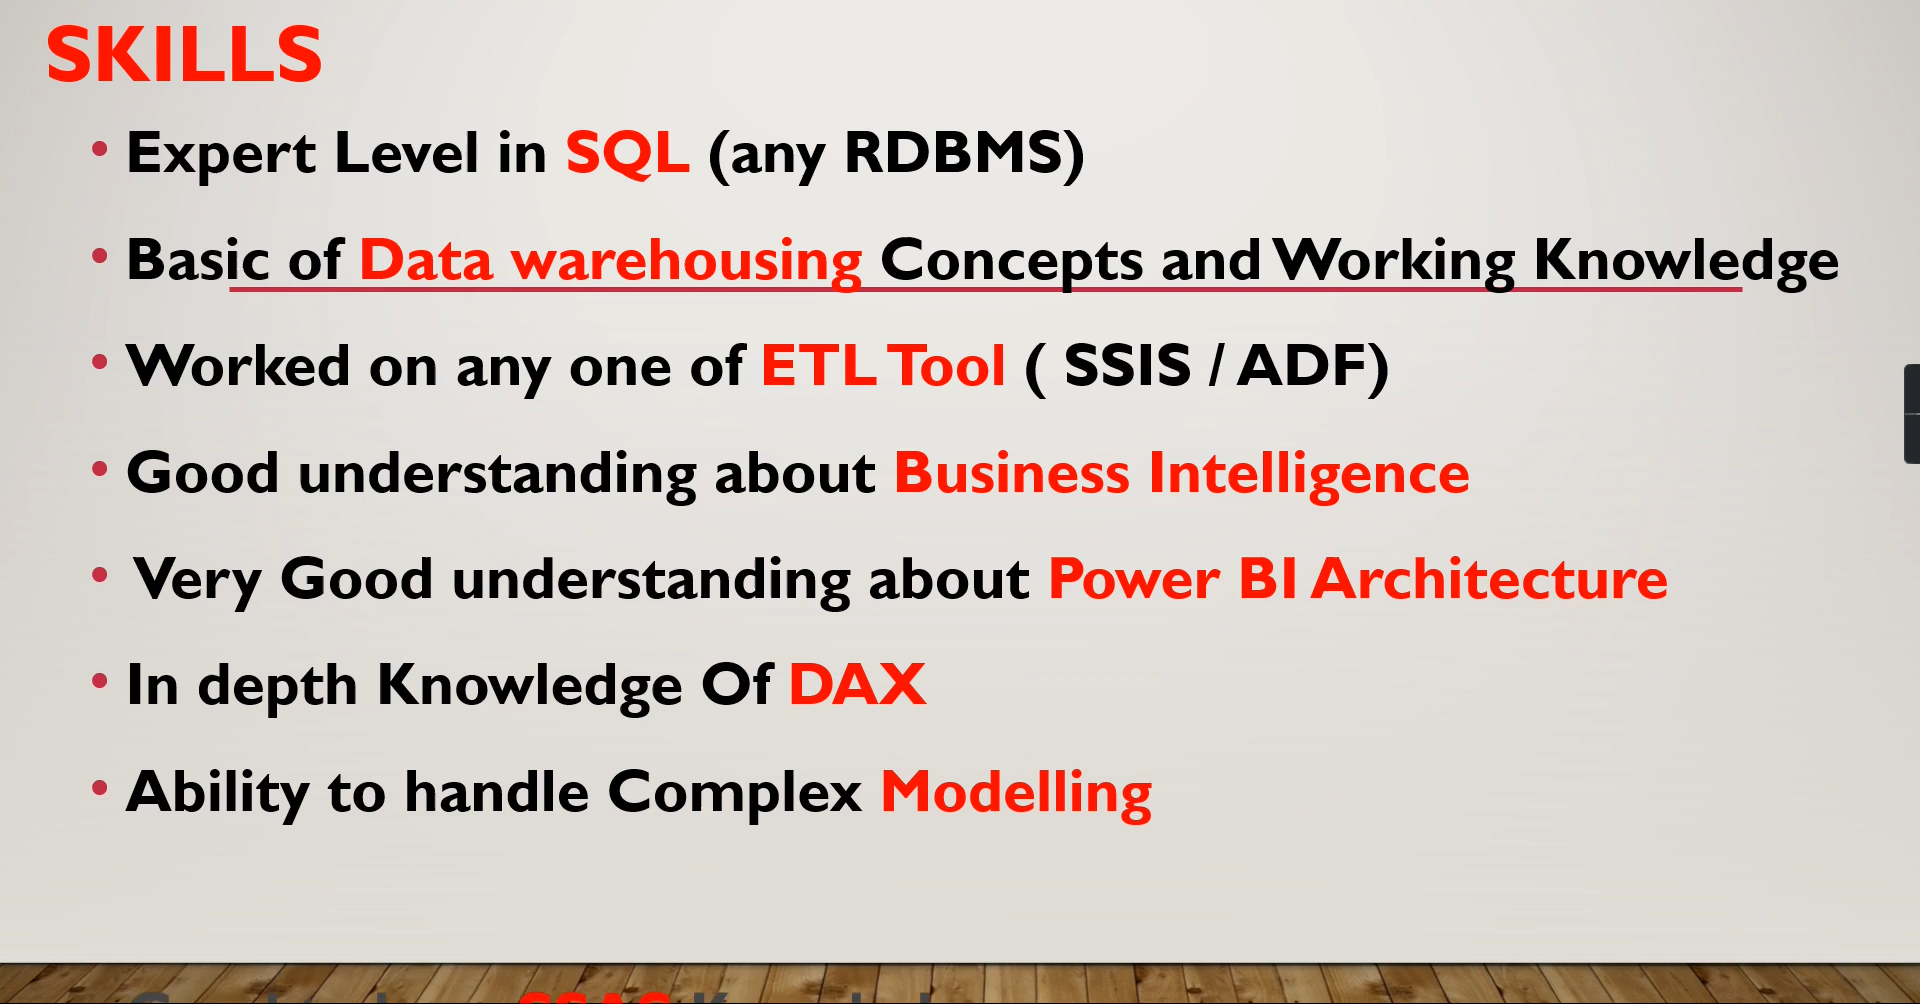 SKILLS
• Expert Level in SQL (any RDBMS)
• Basic of Data warehousing Concepts and Working Knowledge
• Worked on any one of ETL Tool ( SSIS / ADF)
• Good understanding about Business Intelligence
• Very Good understanding about Power BI Architecture
• In depth Knowledge Of DAX
• Ability to handle Complex Modelling
SSAS